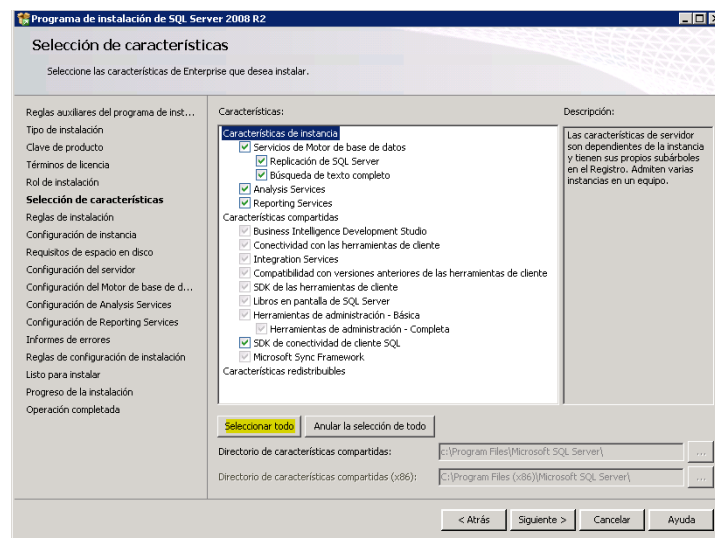 Programa de instalación de SQL Server 2008 R2
Selección de características
Seleccione las características de Enterprise que desea instalar.
Reglas auxiliares del programa de inst...
Tipo de instalación
Clave de producto
Términos de licencia
Rol de instalación
Selección de características
Reglas de instalación
Configuración de instancia
Requisitos de espacio en disco
Configuración del servidor
Configuración del Motor de base de d...
Configuración de Analysis Services
Configuración de Reporting Services
Informes de errores
Reglas de configuración de instalación
Listo para instalar
Progreso de la instalación
Operación completada
Características:
Características de instancia
Servicios de Motor de base de datos
Replicación de SQL Server
Búsqueda de texto completo
Analysis Services
Reporting Services
Características compartidas
Business Intelligence Development Studio
Conectividad con las herramientas de cliente
Integration Services
Compatibilidad con versiones anteriores de las herramientas de cliente
SDK de las herramientas de cliente
Libros en pantalla de SQL Server
Herramientas de administración - Básica
Herramientas de administración - Completa
SDK de conectividad de cliente SQL
Microsoft Sync Framework
Características redistribuibles
Descripción:
Las características de servidor
son dependientes de la instancia
y tienen sus propios subárboles
en el Registro. Admiten varias
instancias en un equipo.
Seleccionar todo
Anular la selección de todo
Directorio de características compartidas:
c:\Program Files\Microsoft SQL Server\
...
Directorio de características compartidas (x86):
C:\Program Files (x86)\Microsoft SQL Server\
...
< Atrás
Siguiente >
Cancelar
Ayuda